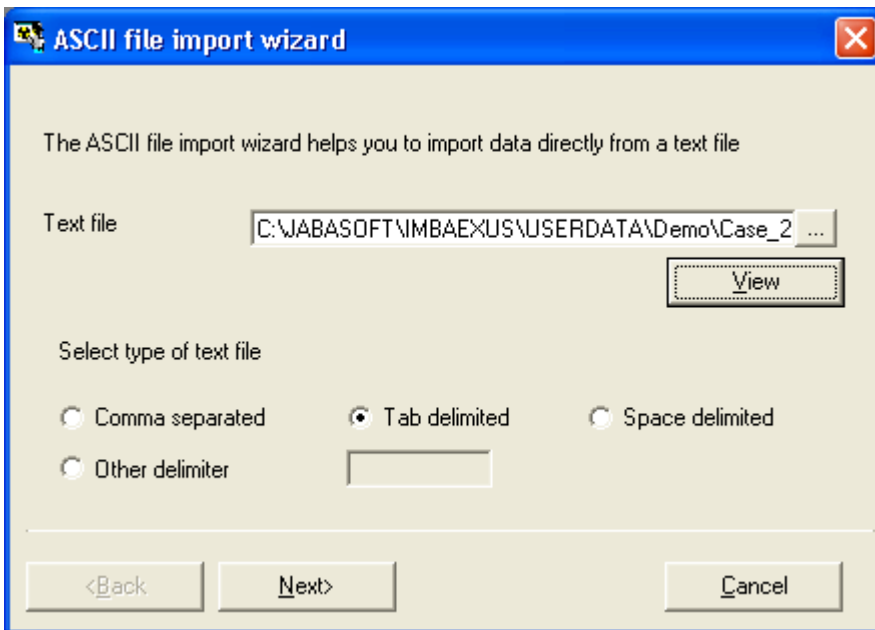 ASCII file import wizard
The ASCII file import wizard helps you to import data directly from a text file
Text file
C:\JABASOFT\IMBAEXUS\USERDATA\Demo\Case_2 ...
View
Select type of text file
Comma separated Tab delimited Space delimited
Other delimiter
<Back Next> Cancel